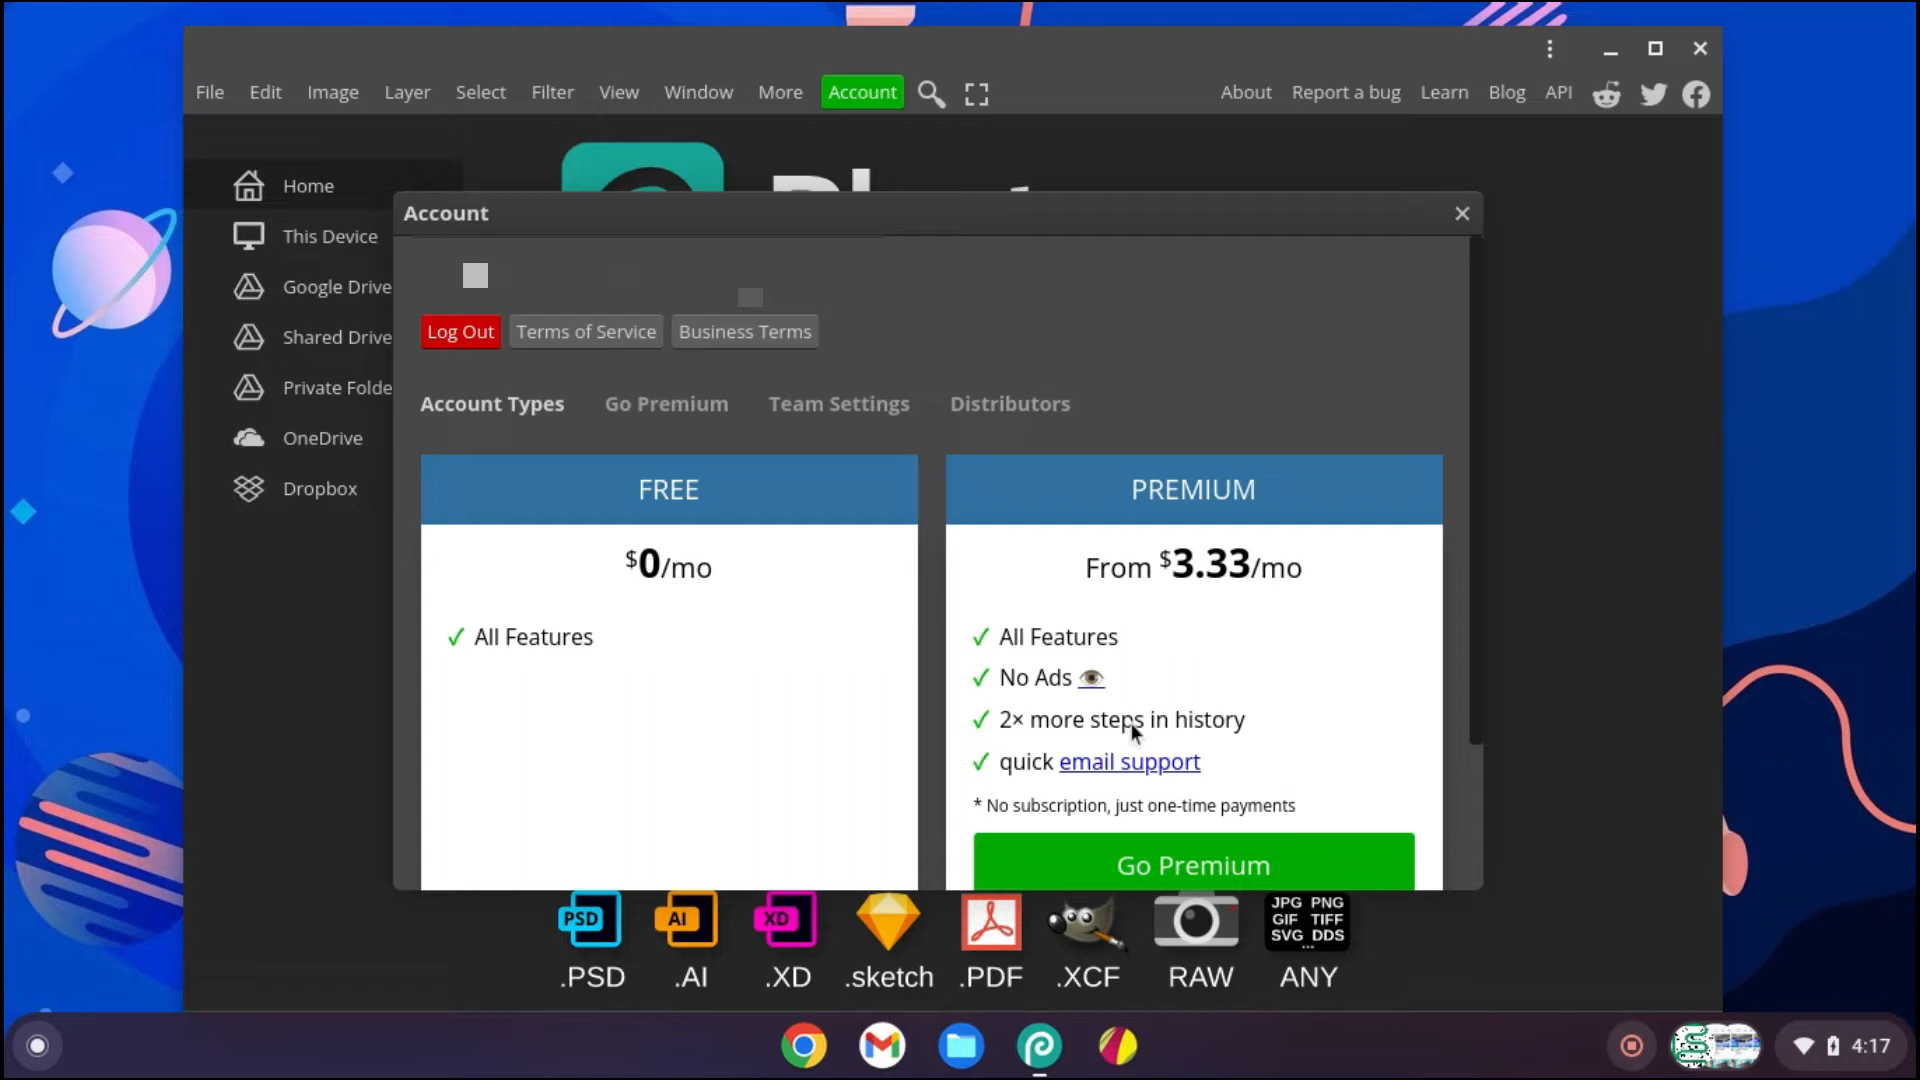 File Edit Image Layer Select Filter View Window More Account About Report a bug Learn Blog API
Home
This Device
Google Drive
Shared Drive
Private Folde
OneDrive
Dropbox
Account
Log Out Terms of Service Business Terms
Account Types Go Premium Team Settings Distributors
FREE
$0/mo
✓ All Features
PREMIUM
From $3.33/mo
✓ All Features
✓ No Ads 👁
✓ 2× more steps in history
✓ quick email support
* No subscription, just one-time payments
Go Premium
PSD AI XD
JPG PNG
GIF TIFF
SVG DDS
...
.PSD .AI .XD .sketch .PDF .XCF RAW ANY
4:17